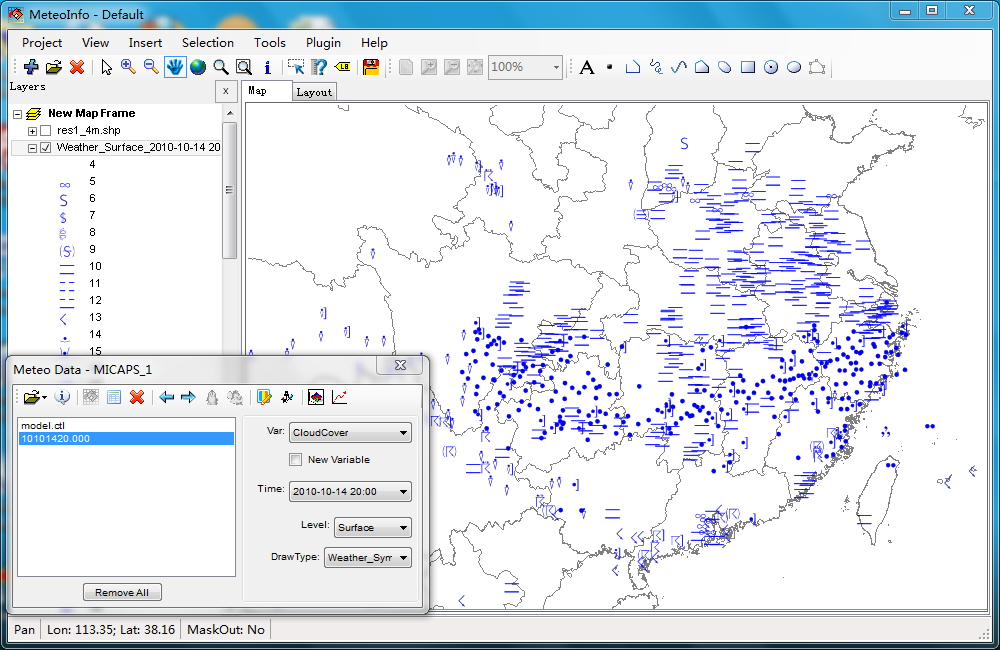 MeteoInfo - Default
Project View Insert Selection Tools Plugin Help
100%
Layers x
Map Layout
New Map Frame
res1_4m.shp
Weather_Surface_2010-10-14 20
4
5
6
7
8
9
10
11
12
13
14
15
Meteo Data - MICAPS_1
model.ctl
10101420.000
Var: CloudCover
New Variable
Time: 2010-10-14 20:00
Level: Surface
DrawType: Weather_Sym
Remove All
Pan Lon: 113.35; Lat: 38.16 MaskOut: No